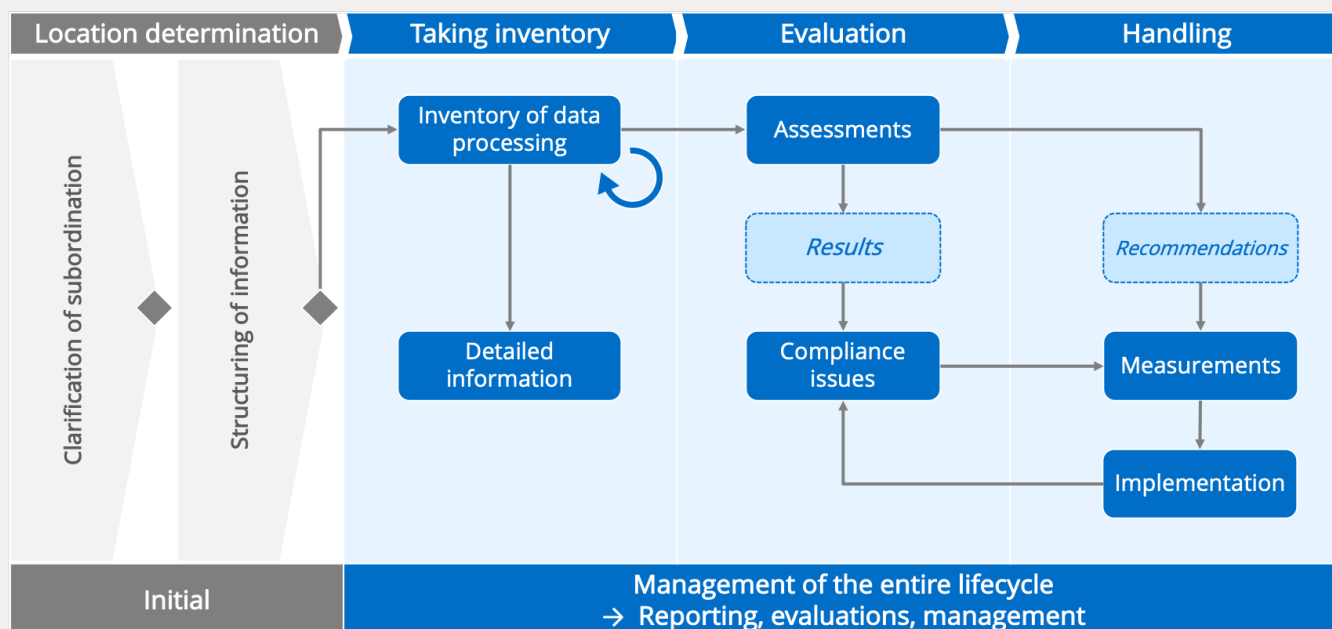 Location determination
Taking inventory
Evaluation
Handling
Clarification of subordination
Structuring of information
Inventory of data
processing
Assessments
Results
Recommendations
Detailed
information
Compliance
issues
Measurements
Implementation
Initial
Management of the entire lifecycle
→ Reporting, evaluations, management